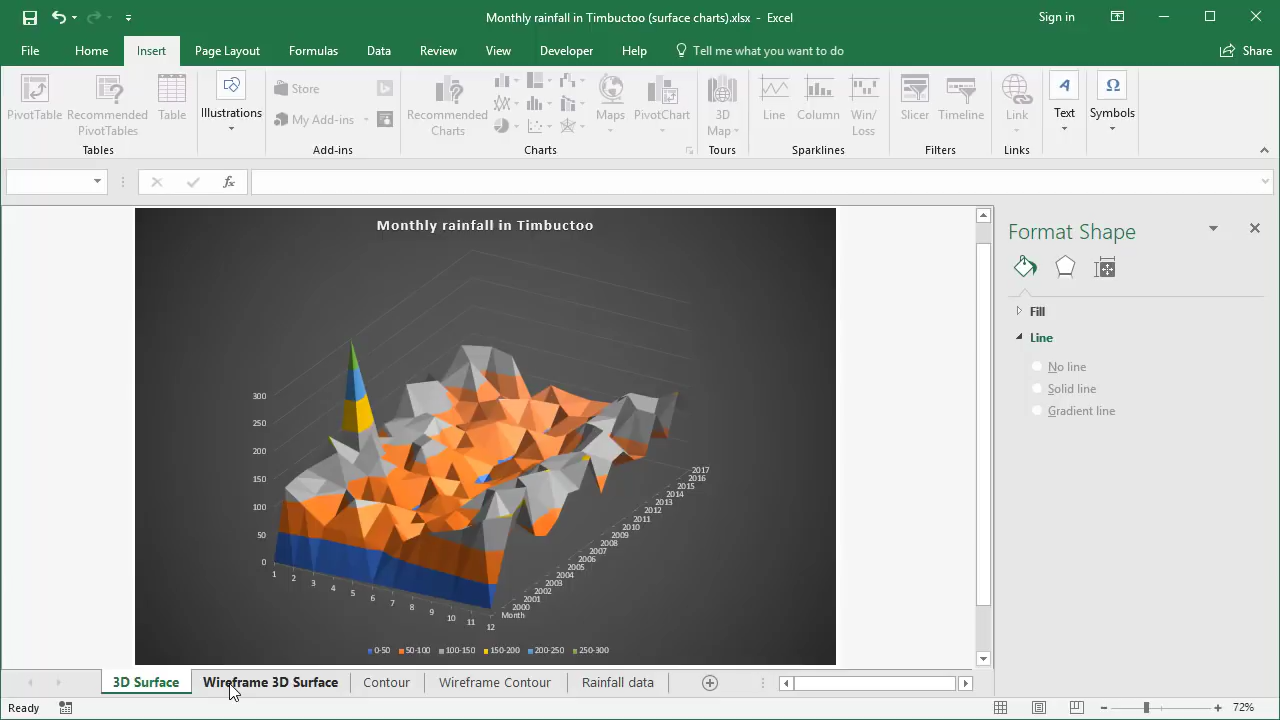 Monthly rainfall in Timbuctoo (surface charts).xlsx - Excel
Sign in
File Home Insert Page Layout Formulas Data Review View Developer Help Tell me what you want to do Share
PivotTable
Recommended PivotTables
Table
Illustrations
Store
My Add-ins
Recommended Charts
Maps
PivotChart
3D Map
Line
Column
Win/ Loss
Slicer
Timeline
Link
Text
Symbols
Tables Add-ins Charts Tours Sparklines Filters Links
fx
Monthly rainfall in Timbuctoo
300
250
200
150
100
50
0
1 2 3 4 5 6 7 8 9 10 11 12
2017
2016
2015
2014
2013
2012
2011
2010
2009
2008
2007
2006
2005
2004
2003
2002
2001
2000
Month
0-50 50-100 100-150 150-200 200-250 250-300
Format Shape
Fill
Line
No line
Solid line
Gradient line
3D Surface Wireframe 3D Surface Contour Wireframe Contour Rainfall data
Ready
72%